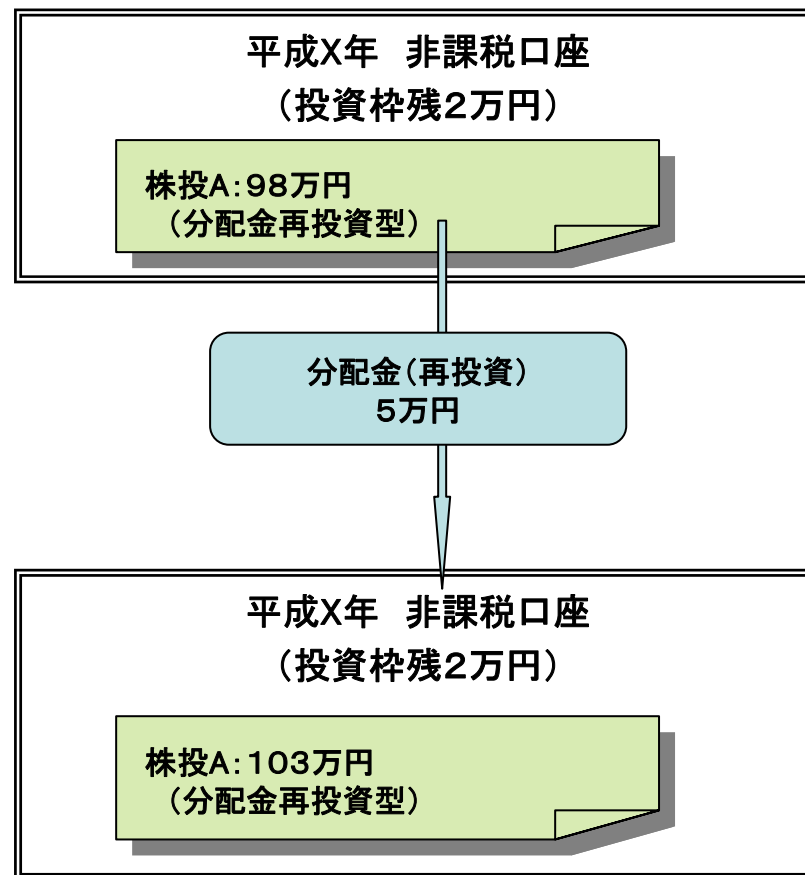 平成X年　非課税口座
（投資枠残２万円）
株投A：９８万円
（分配金再投資型）
分配金（再投資）
５万円
平成X年　非課税口座
（投資枠残２万円）
株投A：１０３万円
（分配金再投資型）